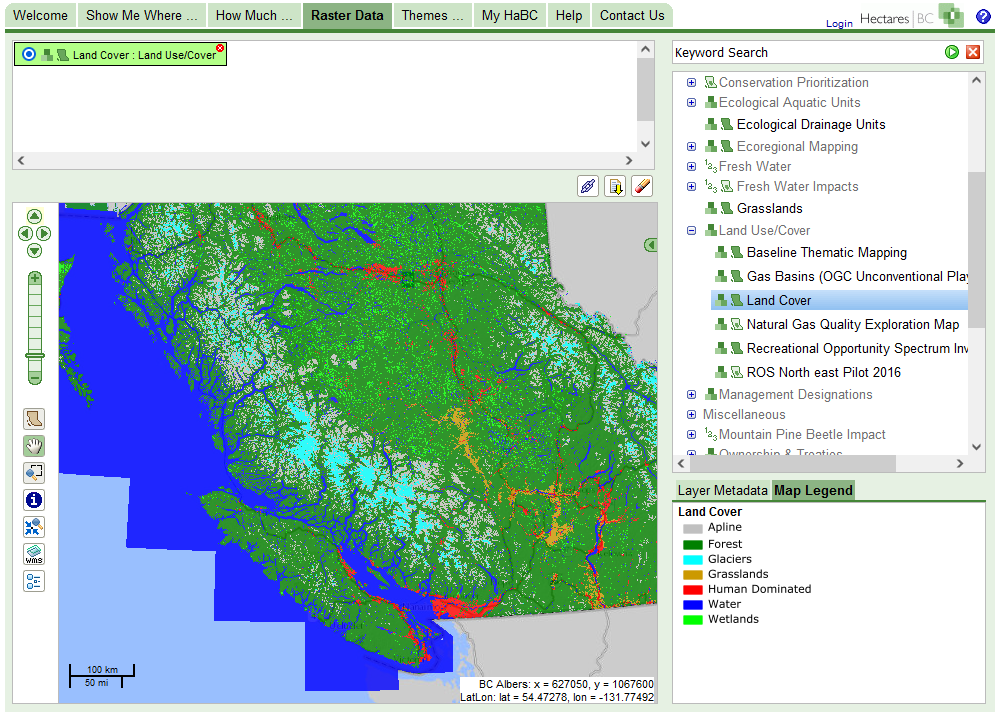 Welcome
Show Me Where ...
How Much ...
Raster Data
Themes ...
My HaBC
Help
Contact Us
Login
Hectares BC
?
Land Cover : Land Use/Cover
Keyword Search
Conservation Prioritization
Ecological Aquatic Units
Ecological Drainage Units
Ecoregional Mapping
Fresh Water
Fresh Water Impacts
Grasslands
Land Use/Cover
Baseline Thematic Mapping
Gas Basins (OGC Unconventional Play
Land Cover
Natural Gas Quality Exploration Map
Recreational Opportunity Spectrum Inv
ROS North east Pilot 2016
Management Designations
Miscellaneous
Mountain Pine Beetle Impact
Ownership & Treaties
WMS
100 km
50 mi
BC Albers: x = 627050, y = 1067600
LatLon: lat = 54.47278, lon = -131.77492
Layer Metadata
Map Legend
Land Cover
Apline
Forest
Glaciers
Grasslands
Human Dominated
Water
Wetlands